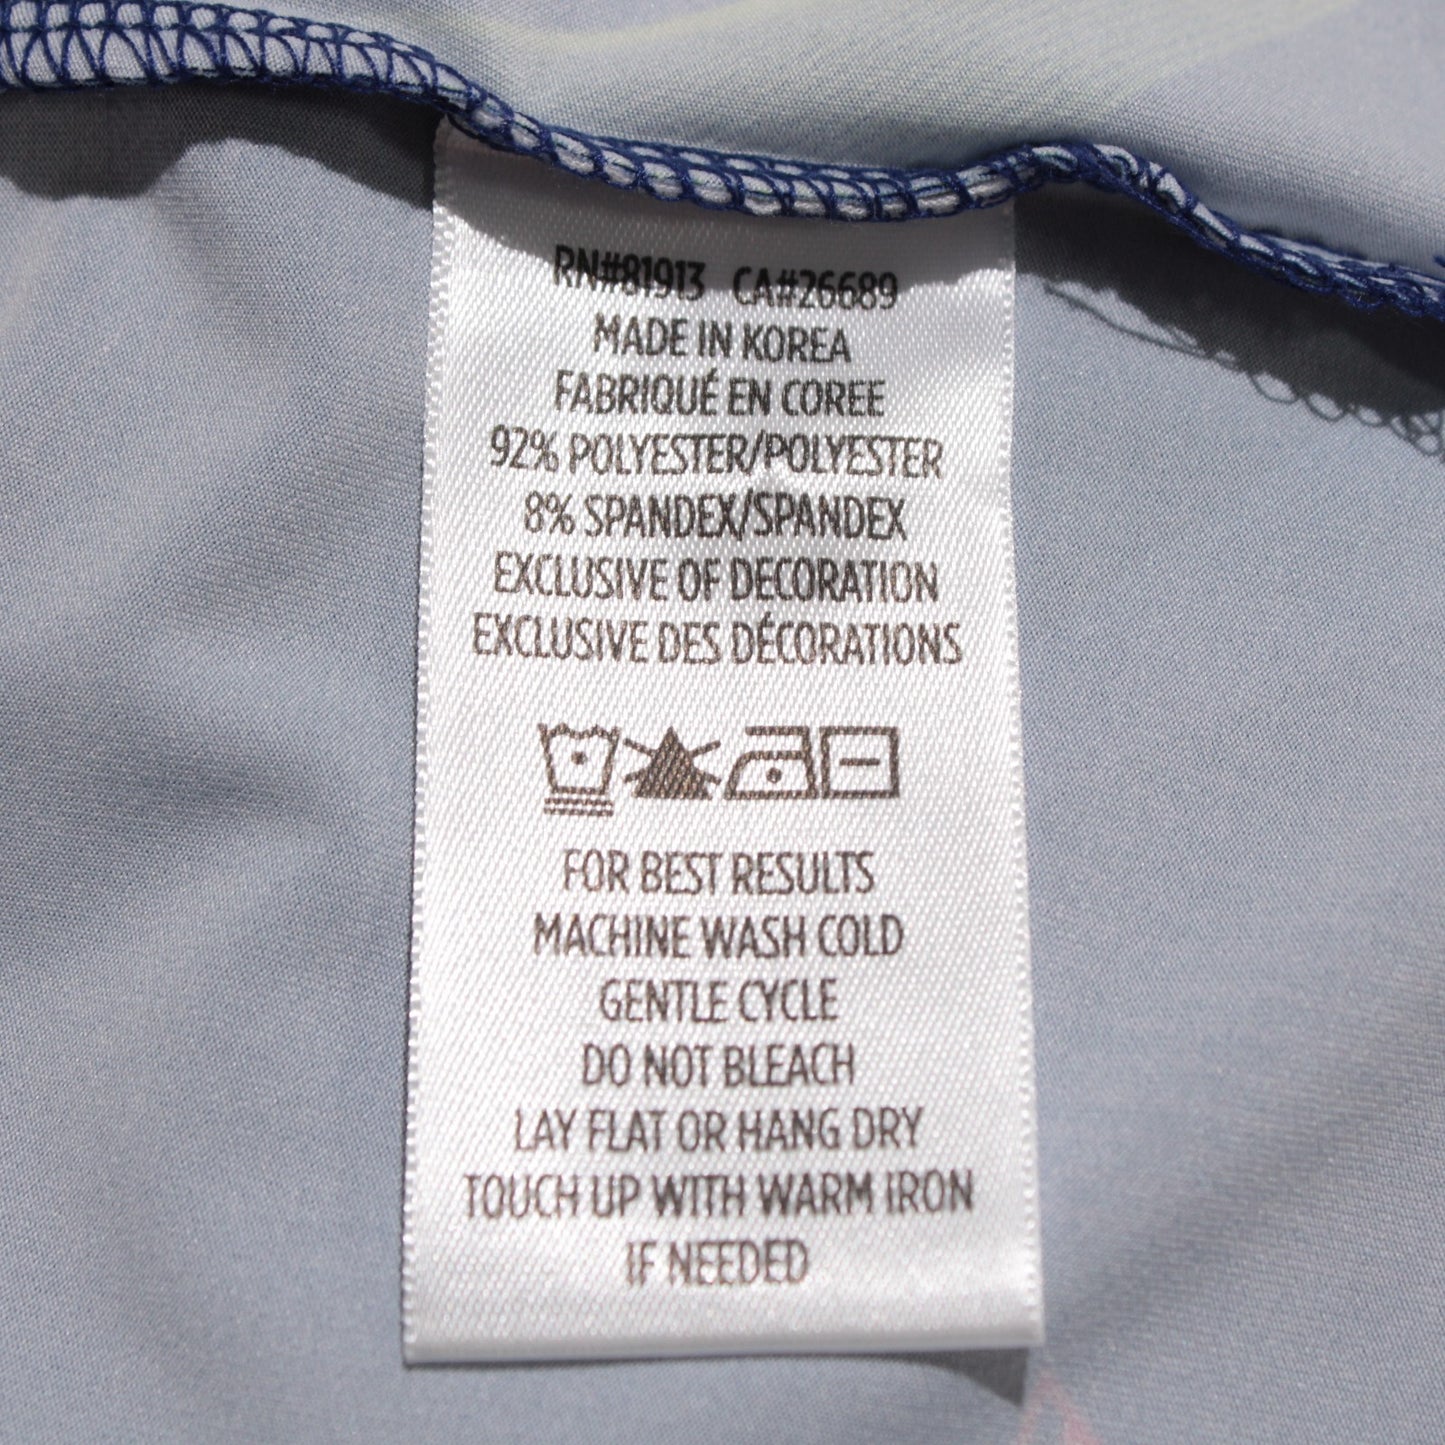 RN#81913 CA#26689
MADE IN KOREA
FABRIQUÉ EN COREE
92% POLYESTER/POLYESTER
8% SPANDEX/SPANDEX
EXCLUSIVE OF DECORATION
EXCLUSIVE DES DÉCORATIONS
FOR BEST RESULTS
MACHINE WASH COLD
GENTLE CYCLE
DO NOT BLEACH
LAY FLAT OR HANG DRY
TOUCH UP WITH WARM IRON
IF NEEDED